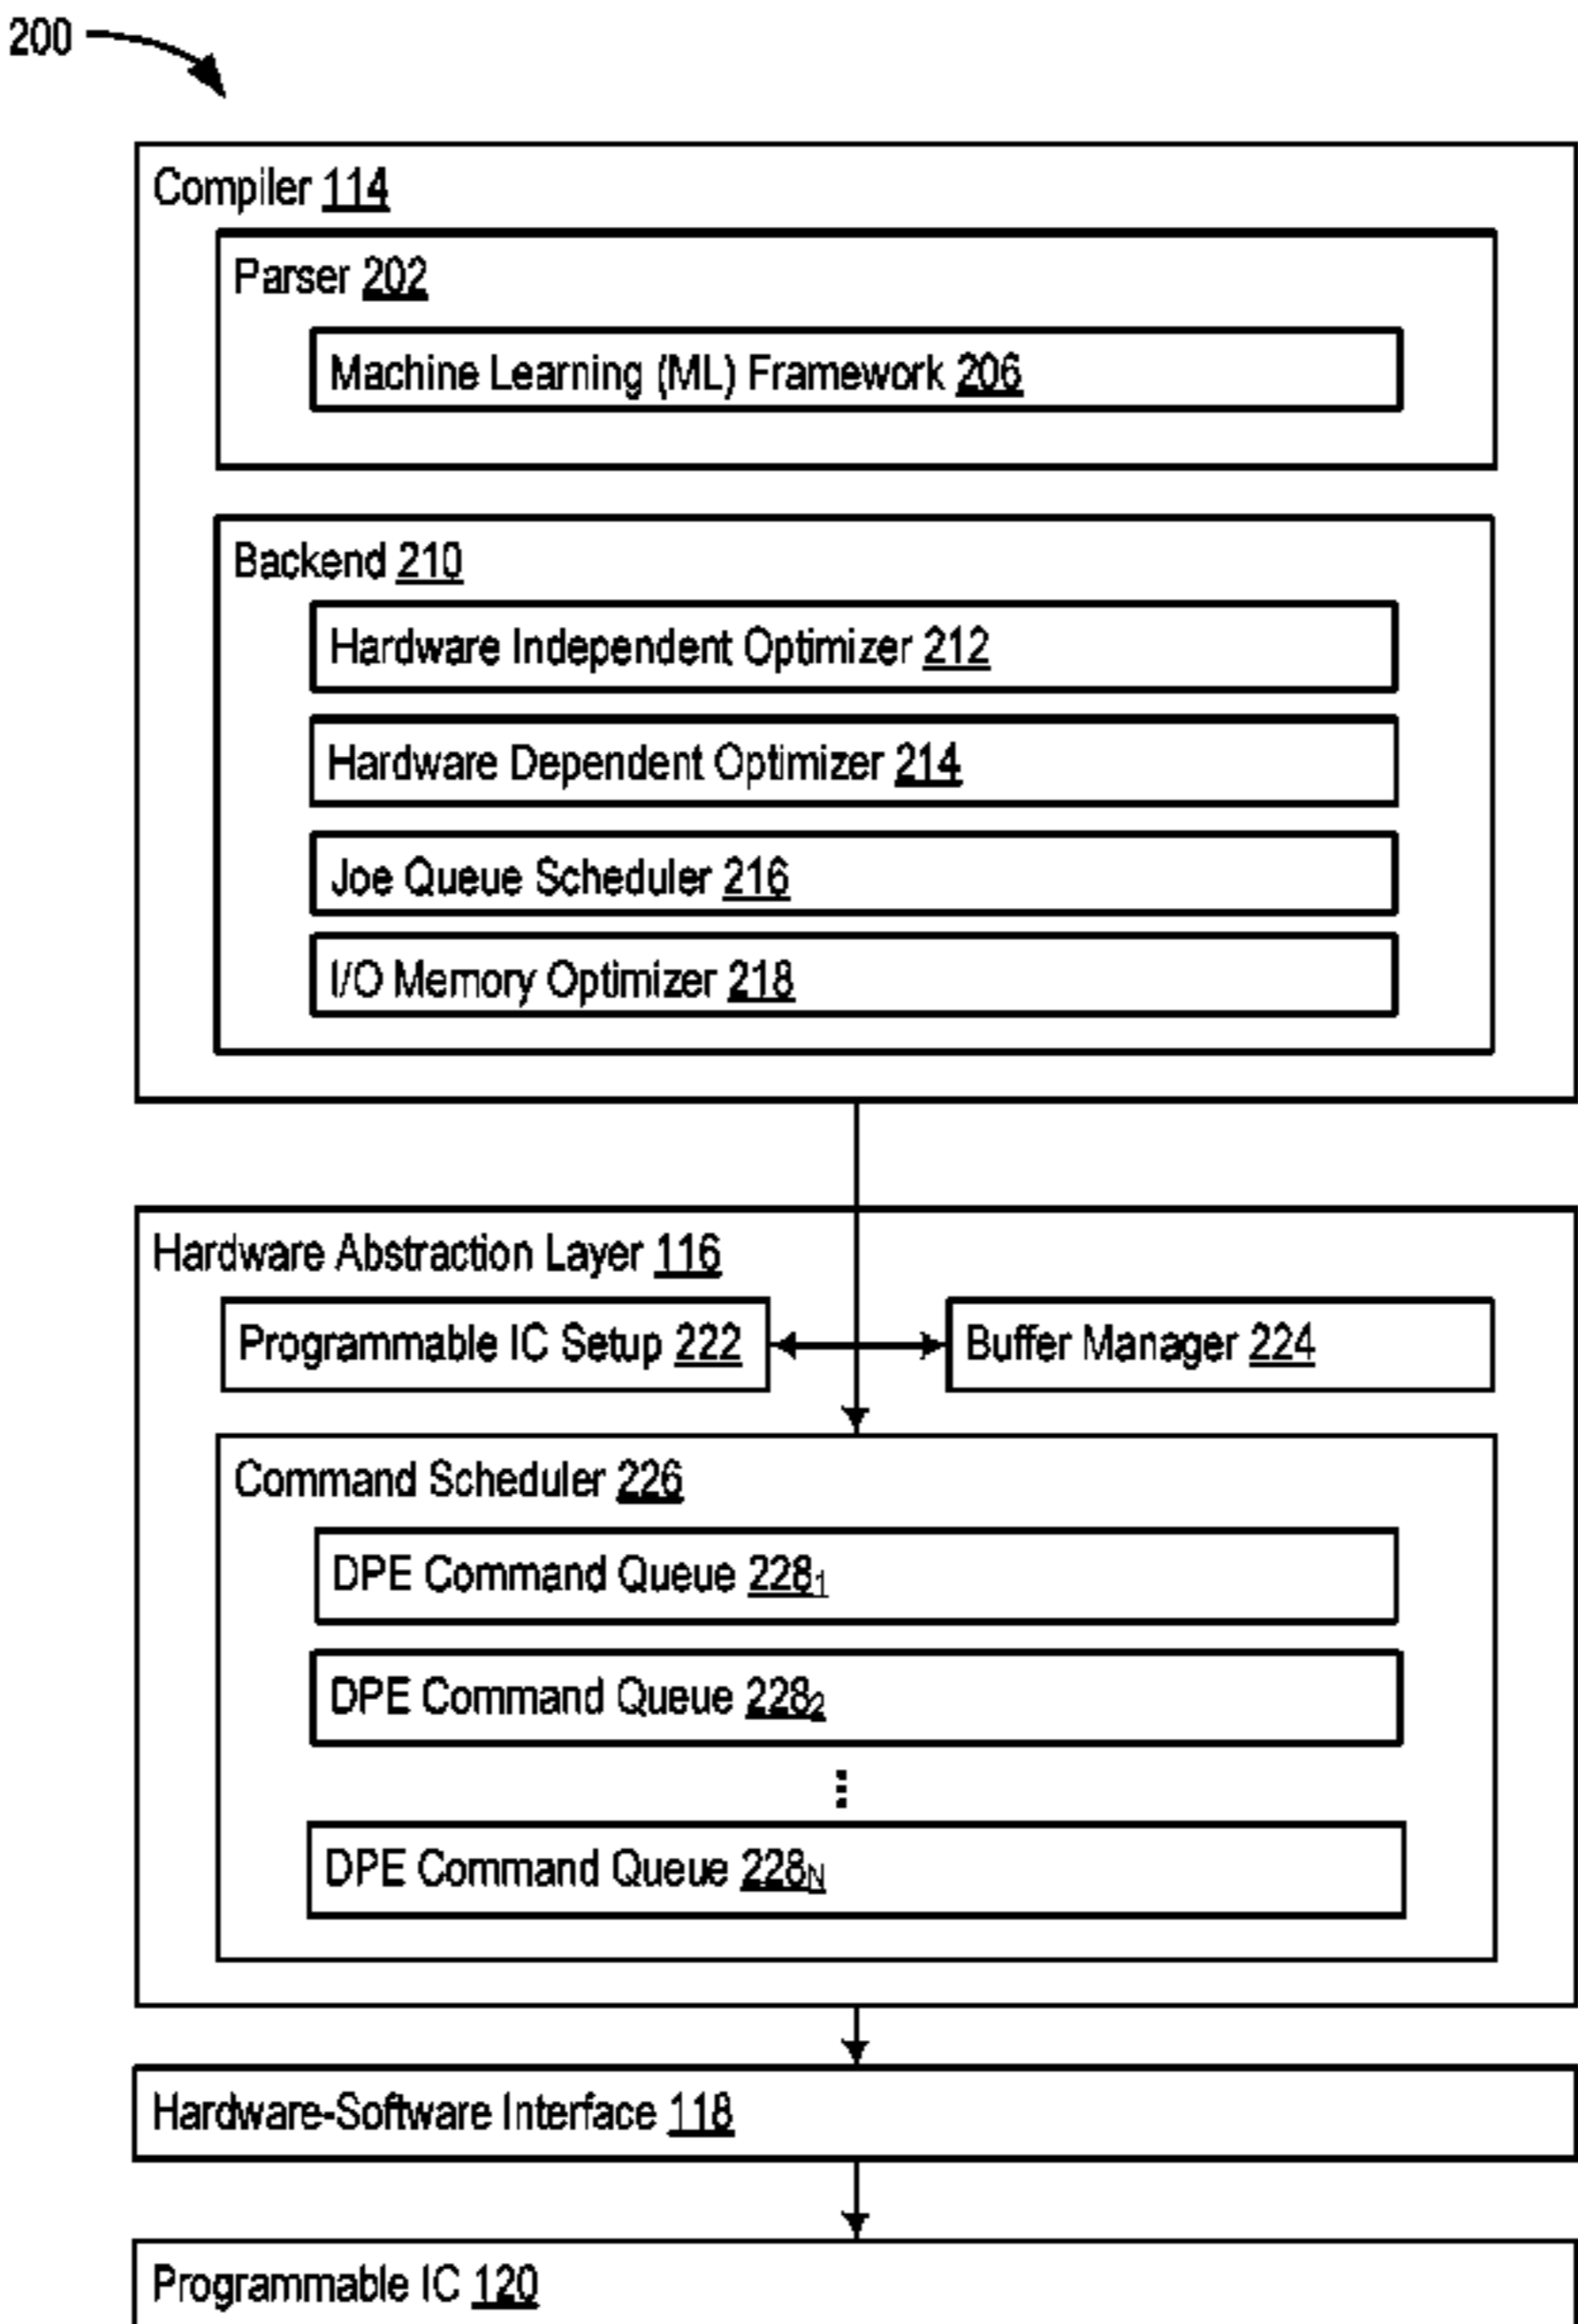 200
Compiler 114
Parser 202
Machine Learning (ML) Framework 206
Backend 210
Hardware Independent Optimizer 212
Hardware Dependent Optimizer 214
Joe Queue Scheduler 216
I/O Memory Optimizer 218
Hardware Abstraction Layer 116
Programmable IC Setup 222
Buffer Manager 224
Command Scheduler 226
DPE Command Queue 228₁
DPE Command Queue 228₂
⋮
DPE Command Queue 228N
Hardware-Software Interface 118
Programmable IC 120